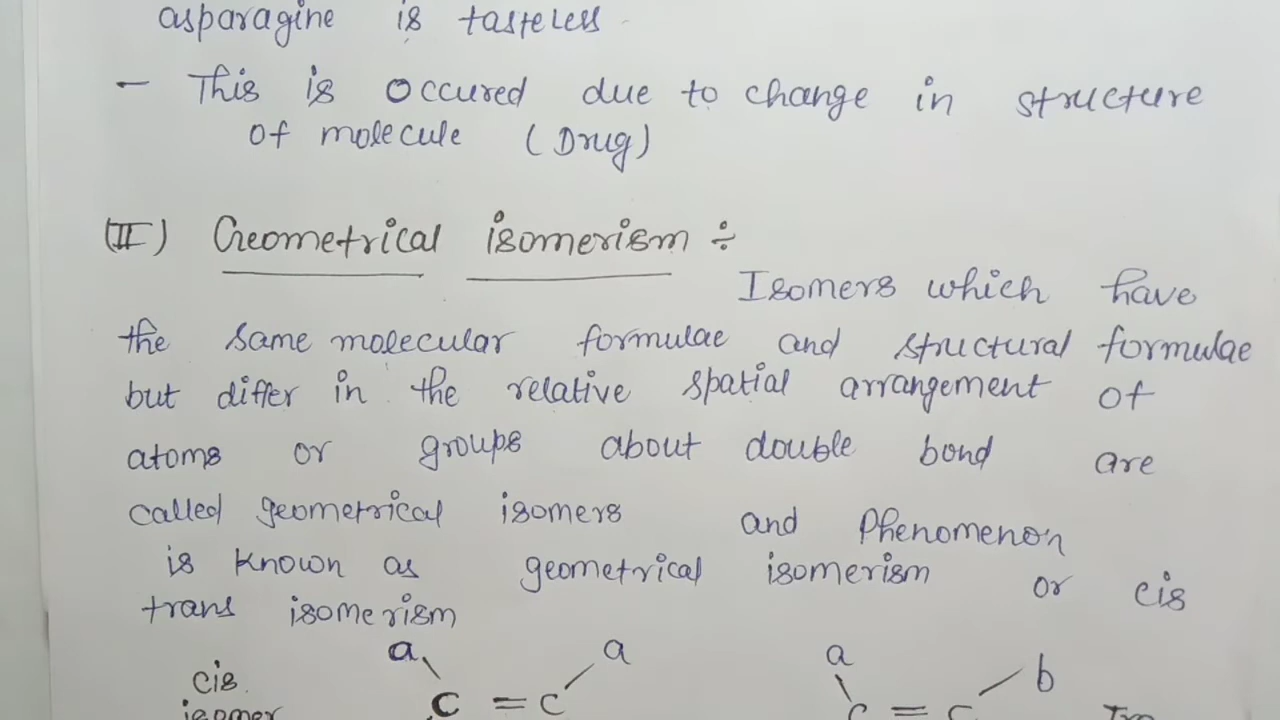 asparagine is tasteless
- This is occured due to change in structure
of molecule (Drug)
(II) Geometrical isomerism ÷
Isomers which have
the same molecular formulae and structural formulae
but differ in the relative spatial arrangement of
atoms or groups about double bond are
called geometrical isomers and Phenomenon
is known as geometrical isomerism or cis
trans isomerism
a a a b
cis
C = C C = C
isomer